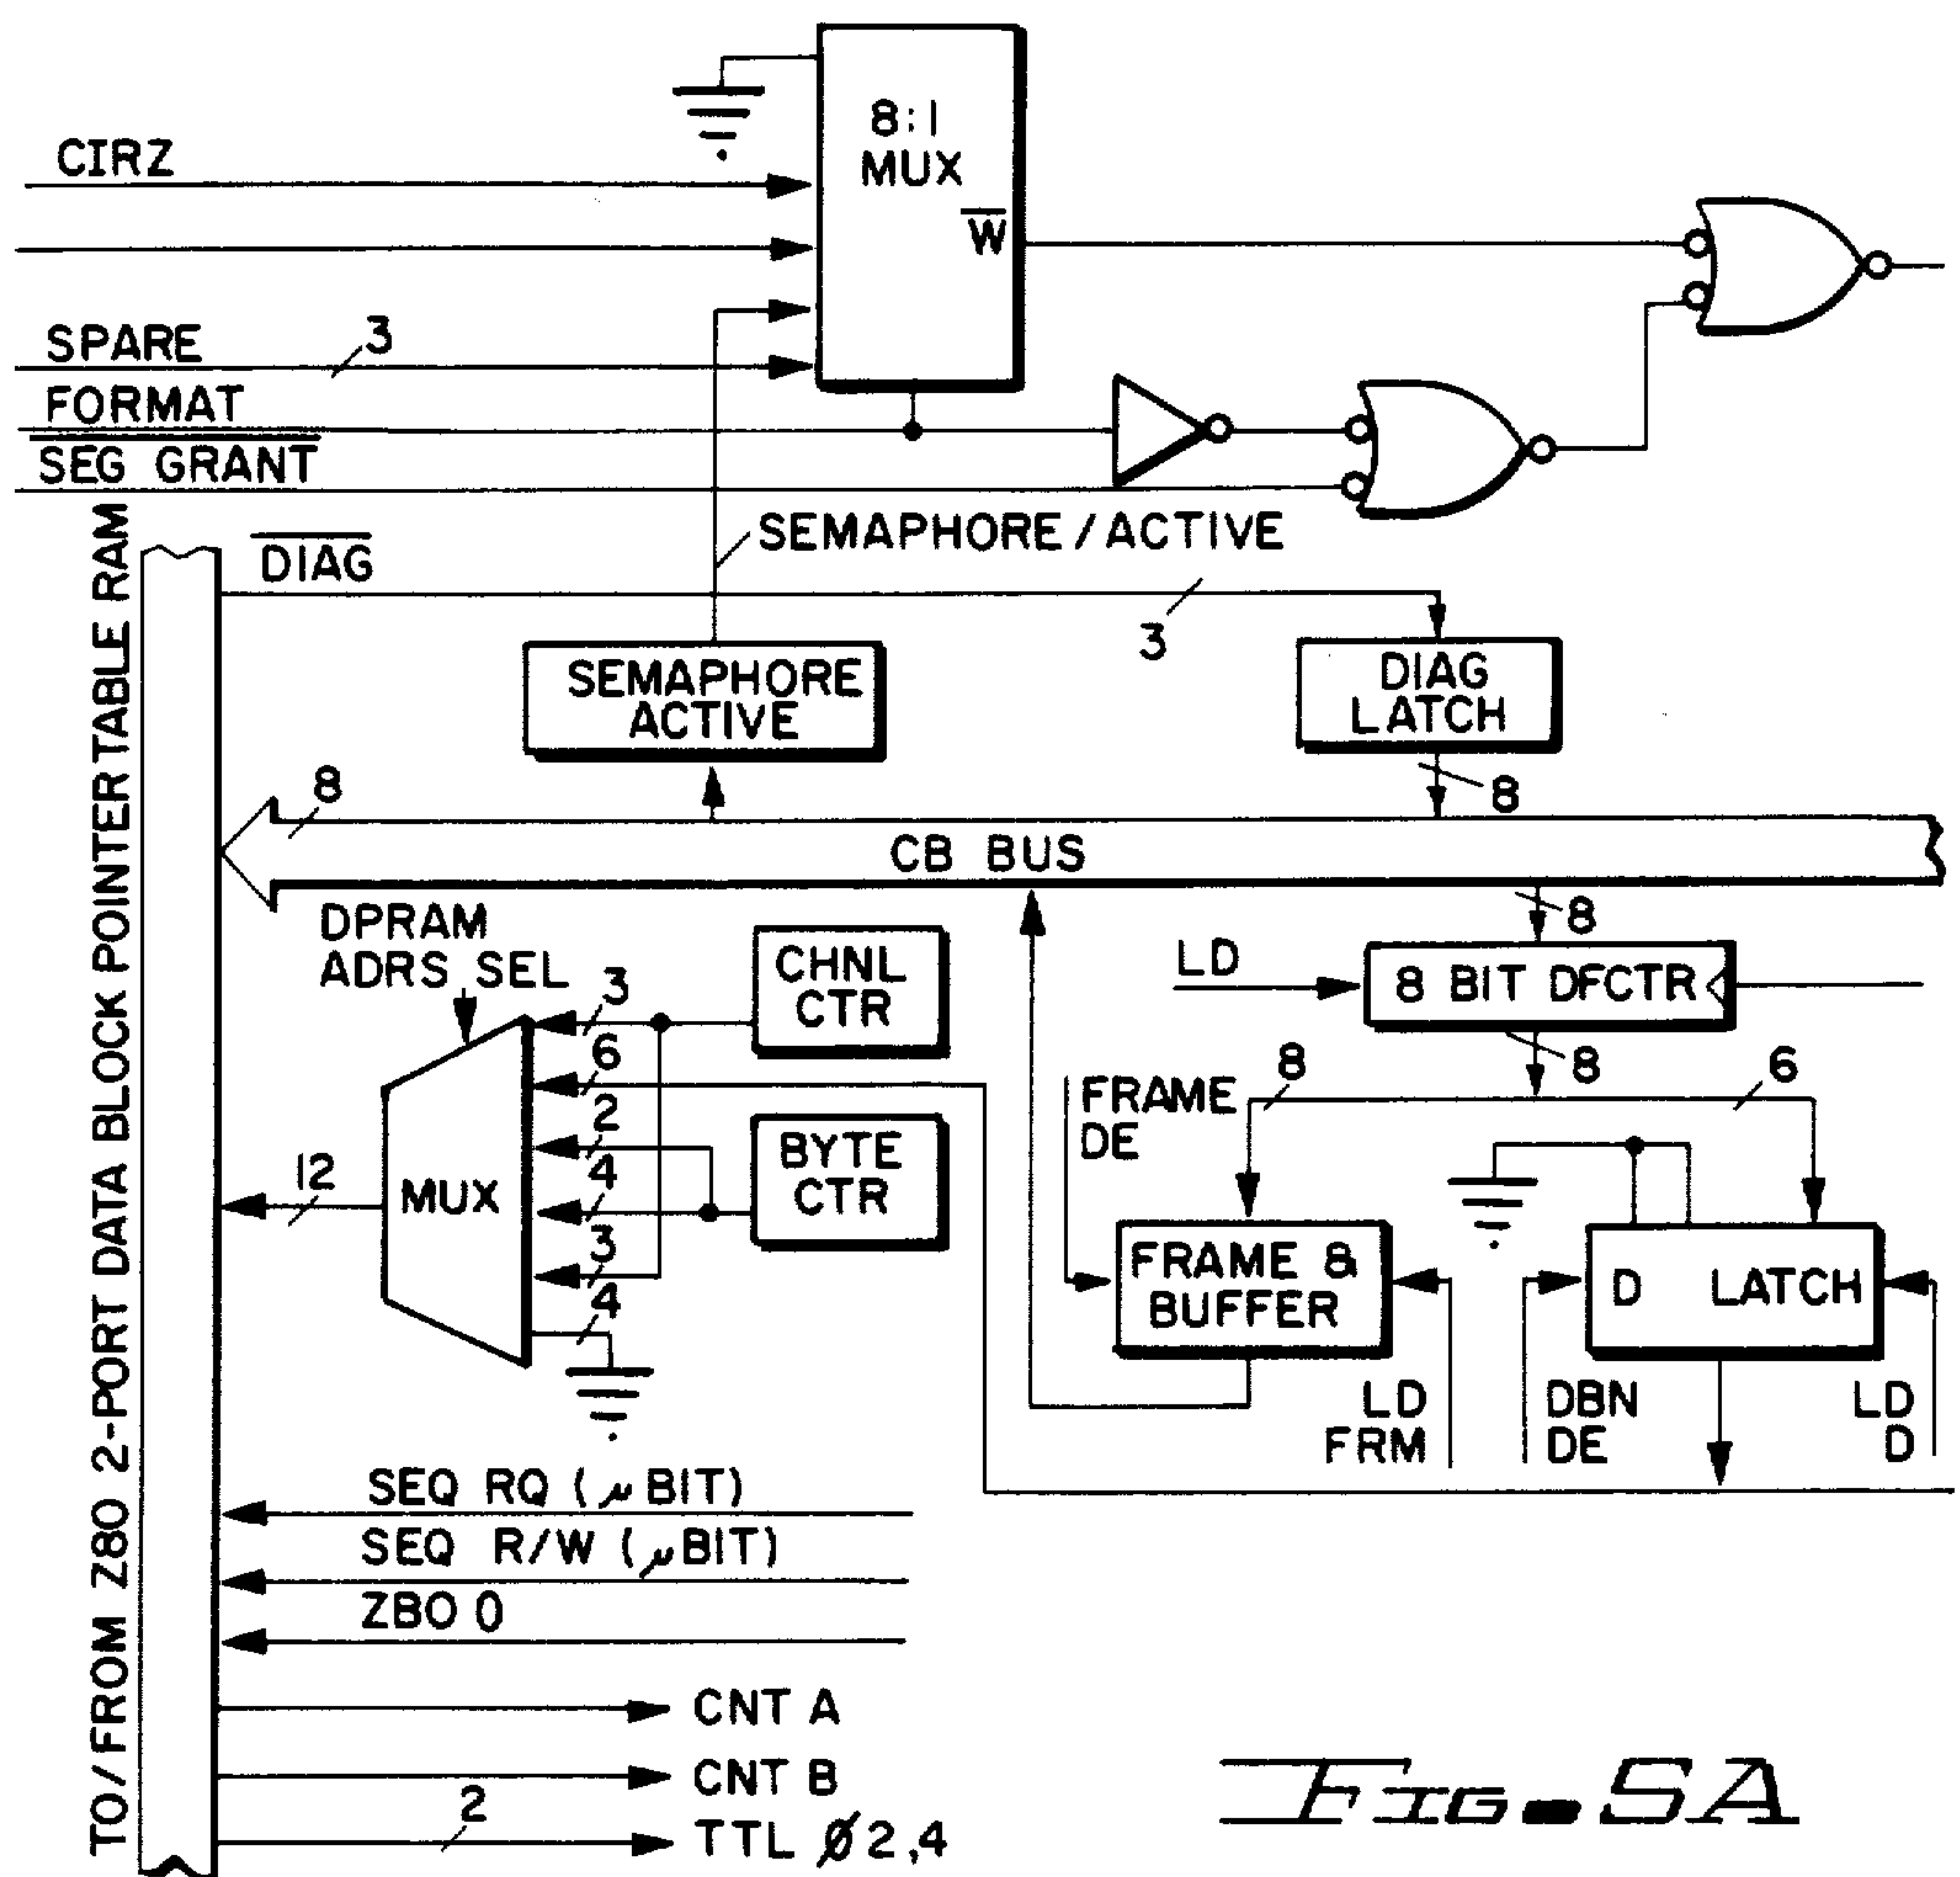 8:1
MUX
W
CIRZ
SPARE
3
FORMAT
SEG GRANT
SEMAPHORE/ACTIVE
DIAG
3
SEMAPHORE
ACTIVE
DIAG
LATCH
8
8
CB BUS
8
DPRAM
ADRS SEL
CHNL
CTR
LD
8 BIT DFCTR
3
6
2
4
3
4
8
8
6
FRAME
DE
BYTE
CTR
12
MUX
FRAME &
BUFFER
D LATCH
LD
FRM
DBN
DE
LD
D
SEQ RQ (μBIT)
SEQ R/W (μBIT)
ZBO 0
CNT A
CNT B
2
TTL Ø2,4
TO/FROM Z80 2-PORT DATA BLOCK POINTERTABLE RAM
FIG. 5A